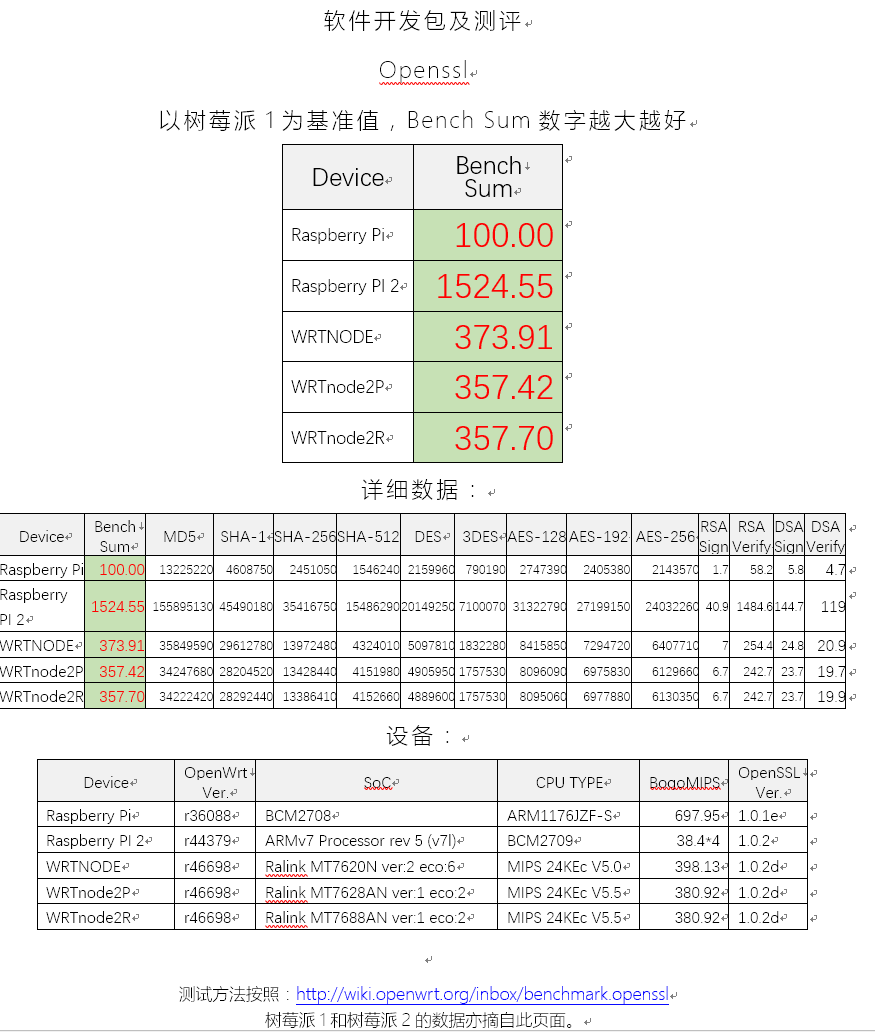 软件开发包及测评
Openssl
以树莓派1为基准值，Bench Sum 数字越大越好
Device Bench Sum
Raspberry Pi 100.00
Raspberry PI 2 1524.55
WRTNODE 373.91
WRTnode2P 357.42
WRTnode2R 357.70
详细数据：
Device Bench Sum MD5 SHA-1 SHA-256 SHA-512 DES 3DES AES-128 AES-192 AES-256 RSA Sign RSA Verify DSA Sign DSA Verify
Raspberry Pi 100.00 13225220 4608750 2451050 1546240 2159960 790190 2747390 2405380 2143570 1.7 58.2 5.8 4.7
Raspberry PI 2 1524.55 155895130 45490180 35416750 15486290 20149250 7100070 31322790 27199150 24032260 40.9 1484.6 144.7 119
WRTNODE 373.91 35849590 29612780 13972480 4324010 5097810 1832280 8415850 7294720 6407710 7 254.4 24.8 20.9
WRTnode2P 357.42 34247680 28204520 13428440 4151980 4905950 1757530 8096090 6975830 6129660 6.7 242.7 23.7 19.7
WRTnode2R 357.70 34222420 28292440 13386410 4152660 4889600 1757530 8095060 6977880 6130350 6.7 242.7 23.7 19.9
设备：
Device OpenWrt Ver. SoC CPU TYPE BogoMIPS OpenSSL Ver.
Raspberry Pi r36088 BCM2708 ARM1176JZF-S 697.95 1.0.1e
Raspberry PI 2 r44379 ARMv7 Processor rev 5 (v7l) BCM2709 38.4*4 1.0.2
WRTNODE r46698 Ralink MT7620N ver:2 eco:6 MIPS 24KEc V5.0 398.13 1.0.2d
WRTnode2P r46698 Ralink MT7628AN ver:1 eco:2 MIPS 24KEc V5.5 380.92 1.0.2d
WRTnode2R r46698 Ralink MT7688AN ver:1 eco:2 MIPS 24KEc V5.5 380.92 1.0.2d
测试方法按照：http://wiki.openwrt.org/inbox/benchmark.openssl
树莓派1和树莓派2的数据亦摘自此页面。